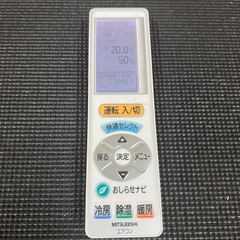 20.0℃
50%
運転 入/切
快適セレクト
戻る 決定 メニュー
おしらせナビ
冷房 除湿 暖房
MITSUBISHI
エアコン